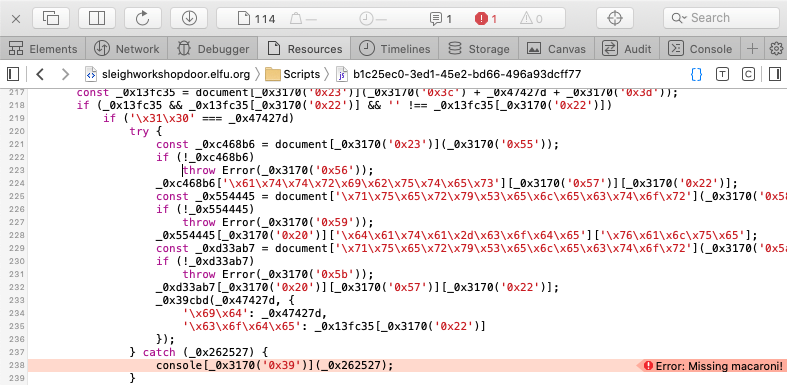 114 — — 1 1 0 Search
Elements Network Debugger Resources Timelines Storage Canvas Audit Console
sleighworkshopdoor.elfu.org Scripts b1c25ec0-3ed1-45e2-bd66-496a93dcff77 {} T C
217 const _0x13fc35 = document[_0x3170('0x23')](_0x3170('0x3c') + _0x47427d + _0x3170('0x3d'));
218 if (_0x13fc35 && _0x13fc35[_0x3170('0x22')] && '' !== _0x13fc35[_0x3170('0x22')])
219 if ('\x31\x30' === _0x47427d)
220 try {
221 const _0xc468b6 = document[_0x3170('0x23')](_0x3170('0x55'));
222 if (!_0xc468b6)
223 throw Error(_0x3170('0x56'));
224 _0xc468b6['\x61\x74\x74\x72\x69\x62\x75\x74\x65\x73'][_0x3170('0x57')][_0x3170('0x22')];
225 const _0x554445 = document['\x71\x75\x65\x72\x79\x53\x65\x6c\x65\x63\x74\x6f\x72'](_0x3170('0x58
226 if (!_0x554445)
227 throw Error(_0x3170('0x59'));
228 _0x554445[_0x3170('0x20')]['\x64\x61\x74\x61\x2d\x63\x6f\x64\x65']['\x76\x61\x6c\x75\x65'];
229 const _0xd33ab7 = document['\x71\x75\x65\x72\x79\x53\x65\x6c\x65\x63\x74\x6f\x72'](_0x3170('0x5a
230 if (!_0xd33ab7)
231 throw Error(_0x3170('0x5b'));
232 _0xd33ab7[_0x3170('0x20')][_0x3170('0x57')][_0x3170('0x22')];
233 _0x39cbd(_0x47427d, {
234 '\x69\x64': _0x47427d,
235 '\x63\x6f\x64\x65': _0x13fc35[_0x3170('0x22')]
236 });
237 } catch (_0x262527) {
238 console[_0x3170('0x39')](_0x262527); Error: Missing macaroni!
239 }